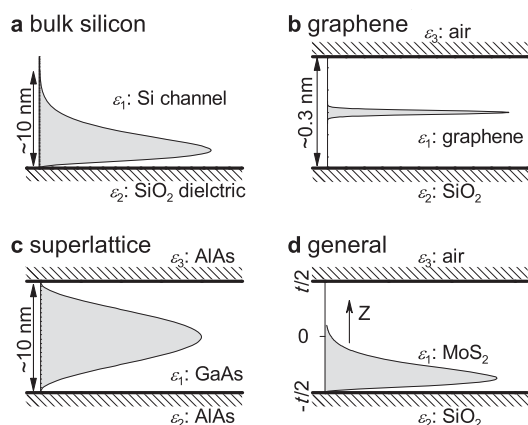 a bulk silicon
~10 nm
ε1: Si channel
ε2: SiO2 dielctric
b graphene
ε3: air
~0.3 nm
ε1: graphene
ε2: SiO2
c superlattice
ε3: AlAs
~10 nm
ε1: GaAs
ε2: AlAs
d general
ε3: air
t/2
Z
0
ε1: MoS2
-t/2
ε2: SiO2